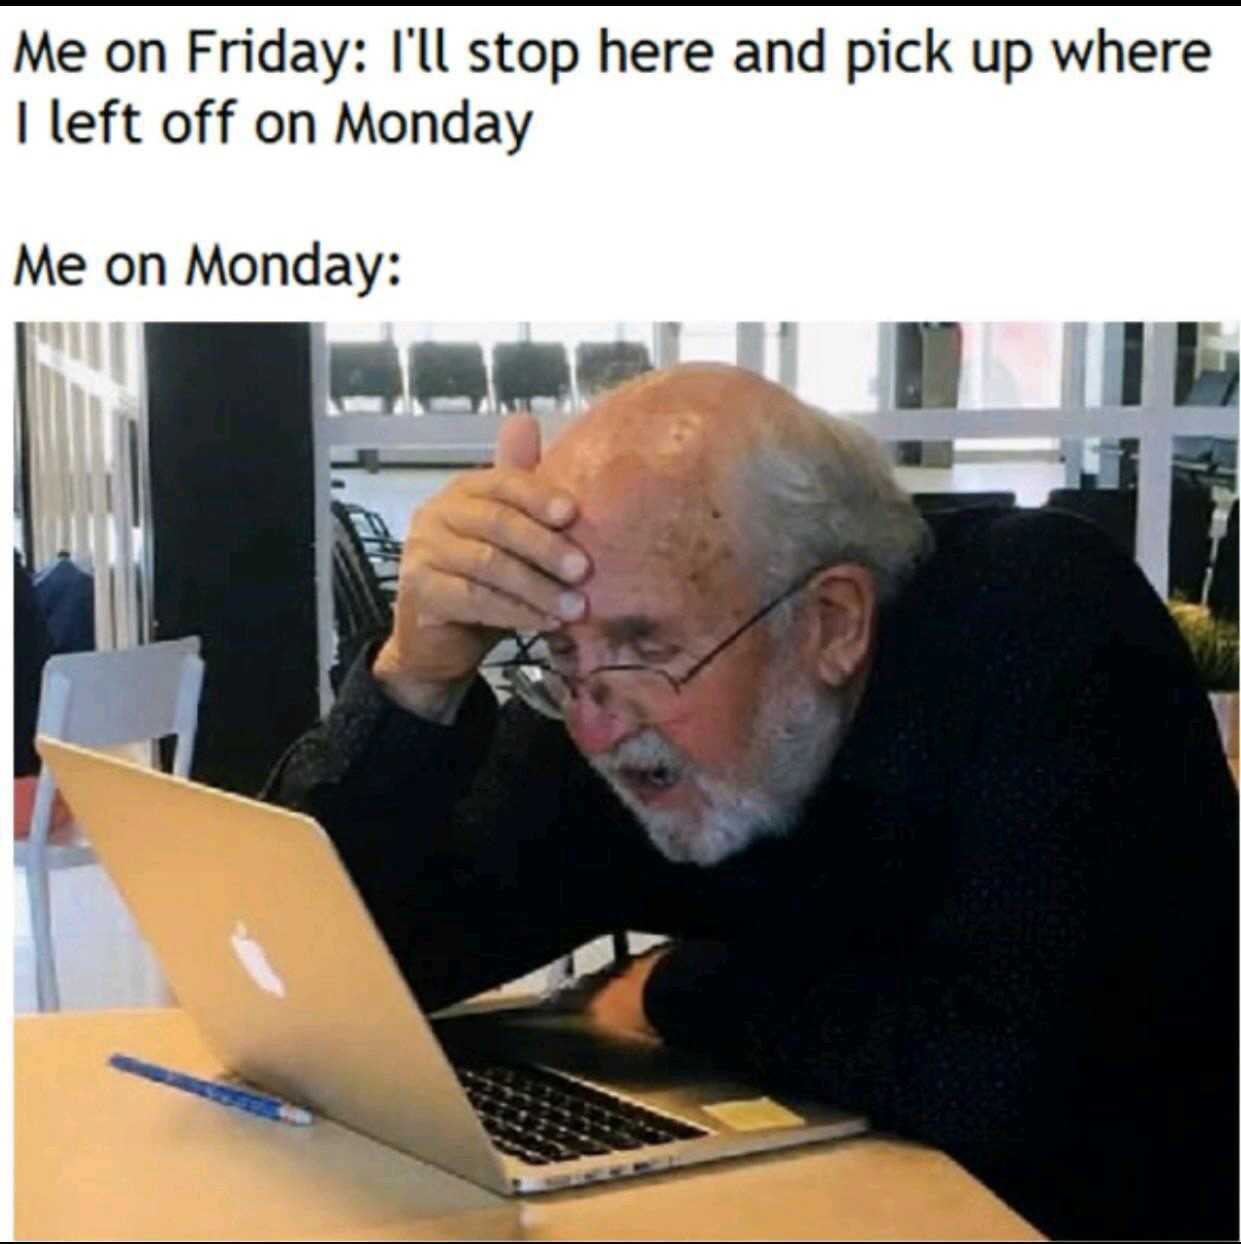 Me on Friday: I'll stop here and pick up where
I left off on Monday
Me on Monday: